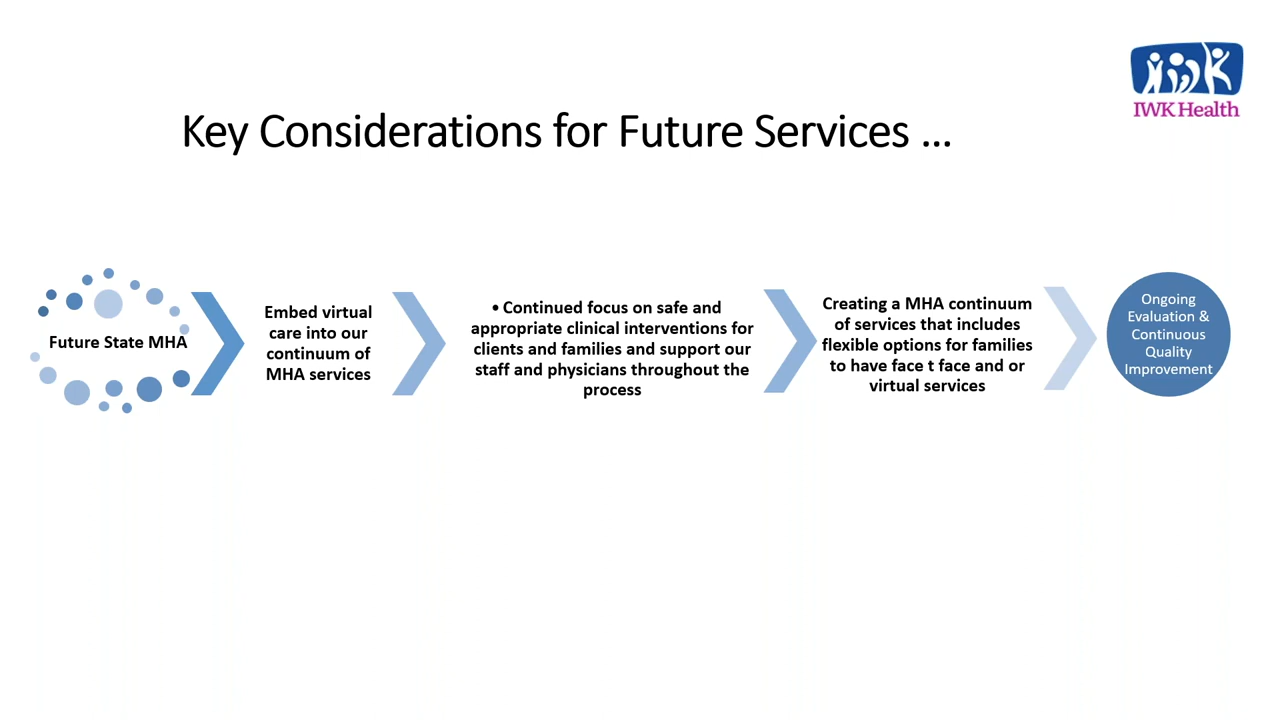 IWK Health
Key Considerations for Future Services ...
Future State MHA
Embed virtual
care into our
continuum of
MHA services
• Continued focus on safe and
appropriate clinical interventions for
clients and families and support our
staff and physicians throughout the
process
Creating a MHA continuum
of services that includes
flexible options for families
to have face t face and or
virtual services
Ongoing
Evaluation &
Continuous
Quality
Improvement